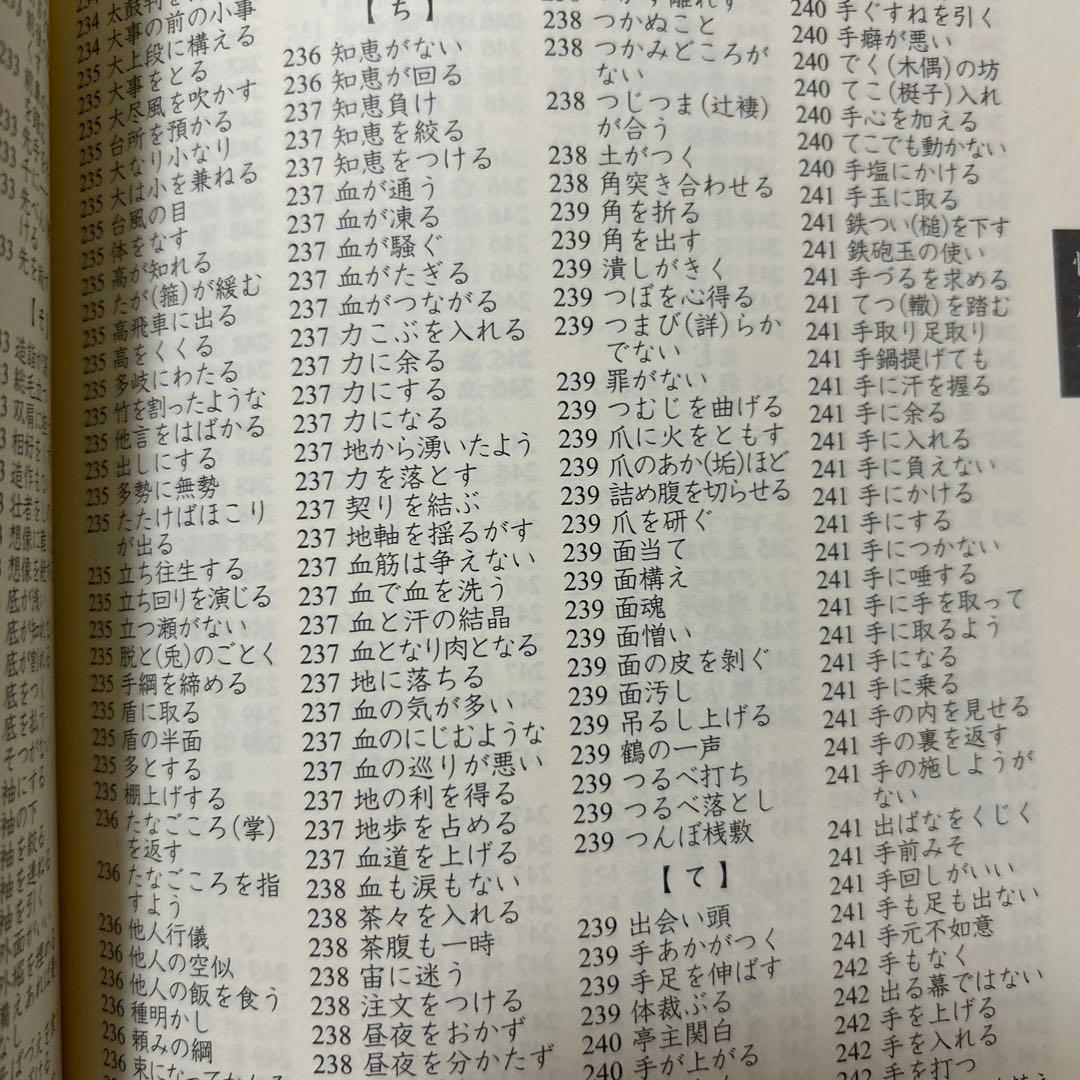 太鼓判を
234 大事の前の小事
234 大上段に構える
235 大事をとる
235 大尽風を吹かす
235 台所を預かる
235 大なり小なり
235 大は小を兼ねる
235 台風の目
235 体をなす
235 高が知れる
235 たが(箍)が緩む
235 高飛車に出る
235 高をくくる
235 多岐にわたる
235 竹を割ったような
235 他言をはばかる
235 出しにする
235 多勢に無勢
235 たたけばほこり
が出る
235 立ち往生する
235 立ち回りを演じる
235 立つ瀬がない
235 脱と(兎)のごとく
235 手綱を締める
235 盾に取る
235 盾の半面
235 多とする
235 棚上げする
236 たなごころ(掌)
を返す
236 たなごころを指
すよう
236 他人行儀
236 他人の空似
236 他人の飯を食う
236 種明かし
236 頼みの綱
236 束になってかかる
【ち】
236 知恵がない
236 知恵が回る
237 知恵負け
237 知恵を絞る
237 知恵をつける
237 血が通う
237 血が凍る
237 血が騒ぐ
237 血がたぎる
237 血がつながる
237 力こぶを入れる
237 力に余る
237 力にする
237 力になる
237 地から湧いたよう
237 力を落とす
237 契りを結ぶ
237 地軸を揺るがす
237 血筋は争えない
237 血で血を洗う
237 血と汗の結晶
237 血となり肉となる
237 地に落ちる
237 血の気が多い
237 血のにじむような
237 血の巡りが悪い
237 地の利を得る
237 地歩を占める
237 血道を上げる
238 血も涙もない
238 茶々を入れる
238 茶腹も一時
238 宙に迷う
238 注文をつける
238 昼夜をおかず
238 昼夜を分かたず
238 つかぬこと
238 つかみどころが
ない
238 つじつま(辻褄)
が合う
238 土がつく
238 角突き合わせる
239 角を折る
239 角を出す
239 潰しがきく
239 つぼを心得る
239 つまび(詳)らか
でない
239 罪がない
239 つむじを曲げる
239 爪に火をともす
239 爪のあか(垢)ほど
239 詰め腹を切らせる
239 爪を研ぐ
239 面当て
239 面構え
239 面魂
239 面憎い
239 面の皮を剝ぐ
239 面汚し
239 吊るし上げる
239 鶴の一声
239 つるべ打ち
239 つるべ落とし
239 つんぼ桟敷
【て】
239 出会い頭
239 手あかがつく
239 手足を伸ばす
239 体裁ぶる
240 亭主関白
240 手が上がる
240 手ぐすねを引く
240 手癖が悪い
240 でく(木偶)の坊
240 てこ(梃子)入れ
240 手心を加える
240 てこでも動かない
240 手塩にかける
241 手玉に取る
241 鉄つい(槌)を下す
241 鉄砲玉の使い
241 手づるを求める
241 てつ(轍)を踏む
241 手取り足取り
241 手鍋提げても
241 手に汗を握る
241 手に余る
241 手に入れる
241 手に負えない
241 手にかける
241 手にする
241 手につかない
241 手に唾する
241 手に手を取って
241 手に取るよう
241 手になる
241 手に乗る
241 手の内を見せる
241 手の裏を返す
241 手の施しようが
ない
241 出ばなをくじく
241 手前みそ
241 手回しがいい
241 手も足も出ない
241 手元不如意
242 手もなく
242 出る幕ではない
242 手を上げる
242 手を入れる
242 手を打つ